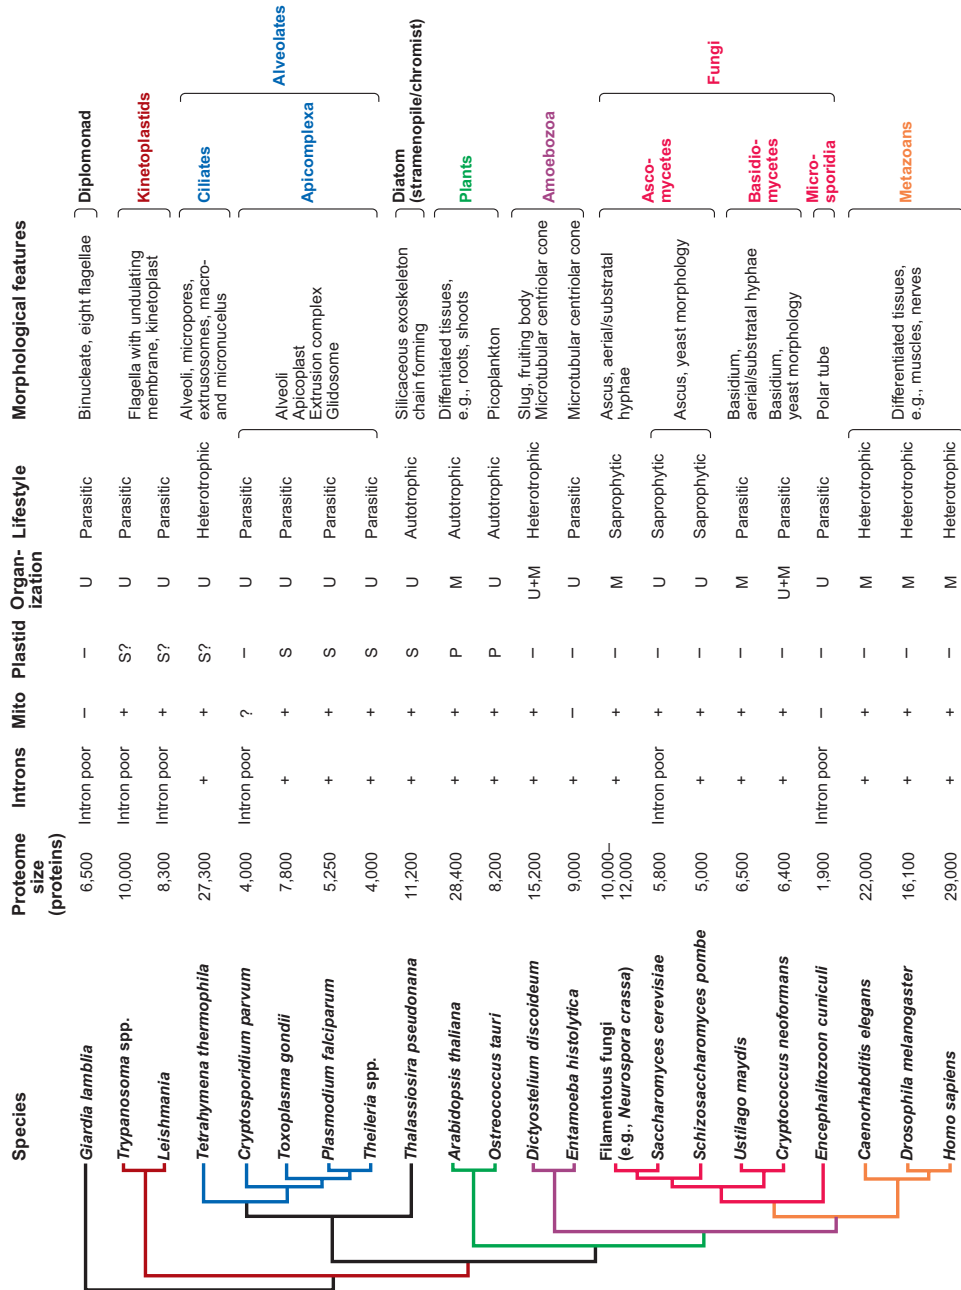 Species Proteome size (proteins) Introns Mito Plastid Organ-ization Lifestyle Morphological features
Giardia lamblia 6,500 Intron poor – – U Parasitic Binucleate, eight flagellae Diplomonad
Trypanosoma spp. 10,000 Intron poor + S? U Parasitic Flagella with undulating
Leishmania 8,300 Intron poor + S? U Parasitic membrane, kinetoplast
Kinetoplastids
Tetrahymena thermophila 27,300 + + S? U Heterotrophic Alveoli, micropores,
extrusosomes, macro-
and micronucelus
Ciliates
Cryptosporidium parvum 4,000 Intron poor ? – U Parasitic
Toxoplasma gondii 7,800 + + S U Parasitic Alveoli
Apicoplast
Plasmodium falciparum 5,250 + + S U Parasitic Extrusion complex
Glidosome
Theileria spp. 4,000 + + S U Parasitic
Apicomplexa
Alveolates
Thalassiosira pseudonana 11,200 + + S U Autotrophic Silicaceous exoskeleton
chain forming
Diatom
(stramenopile/chromist)
Arabidopsis thaliana 28,400 + + P M Autotrophic Diffentiated tissues,
e.g., roots, shoots
Ostreococcus tauri 8,200 + + P U Autotrophic Picoplankton
Plants
Dictyostelium discoideum 15,200 + + – U+M Heterotrophic Slug, fruiting body
Microtubular centriolar cone
Entamoeba histolytica 9,000 + – – U Parasitic Microtubular centriolar cone
Amoebozoa
Filamentous fungi 10,000– + + – M Saprophytic Ascus, aerial/substratal
(e.g., Neurospora crassa) 12,000 hyphae
Saccharomyces cerevisiae 5,800 Intron poor + – U Saprophytic Ascus, yeast morphology
Schizosaccharomyces pombe 5,000 + + – U Saprophytic
Asco-
mycetes
Ustilago maydis 6,500 + + – M Parasitic Basidium,
aerial/substratal hyphae
Cryptococcus neoformans 6,400 + + – U+M Parasitic Basidium,
yeast morphology
Basidio-
mycetes
Encephalitozoon cuniculi 1,900 Intron poor – – U Parasitic Polar tube
Micro-
sporidia
Fungi
Caenorhabditis elegans 22,000 + + – M Heterotrophic
Drosophila melanogaster 16,100 + + – M Heterotrophic Differentiated tissues,
e.g., muscles, nerves
Homo sapiens 29,000 + + – M Heterotrophic
Metazoans